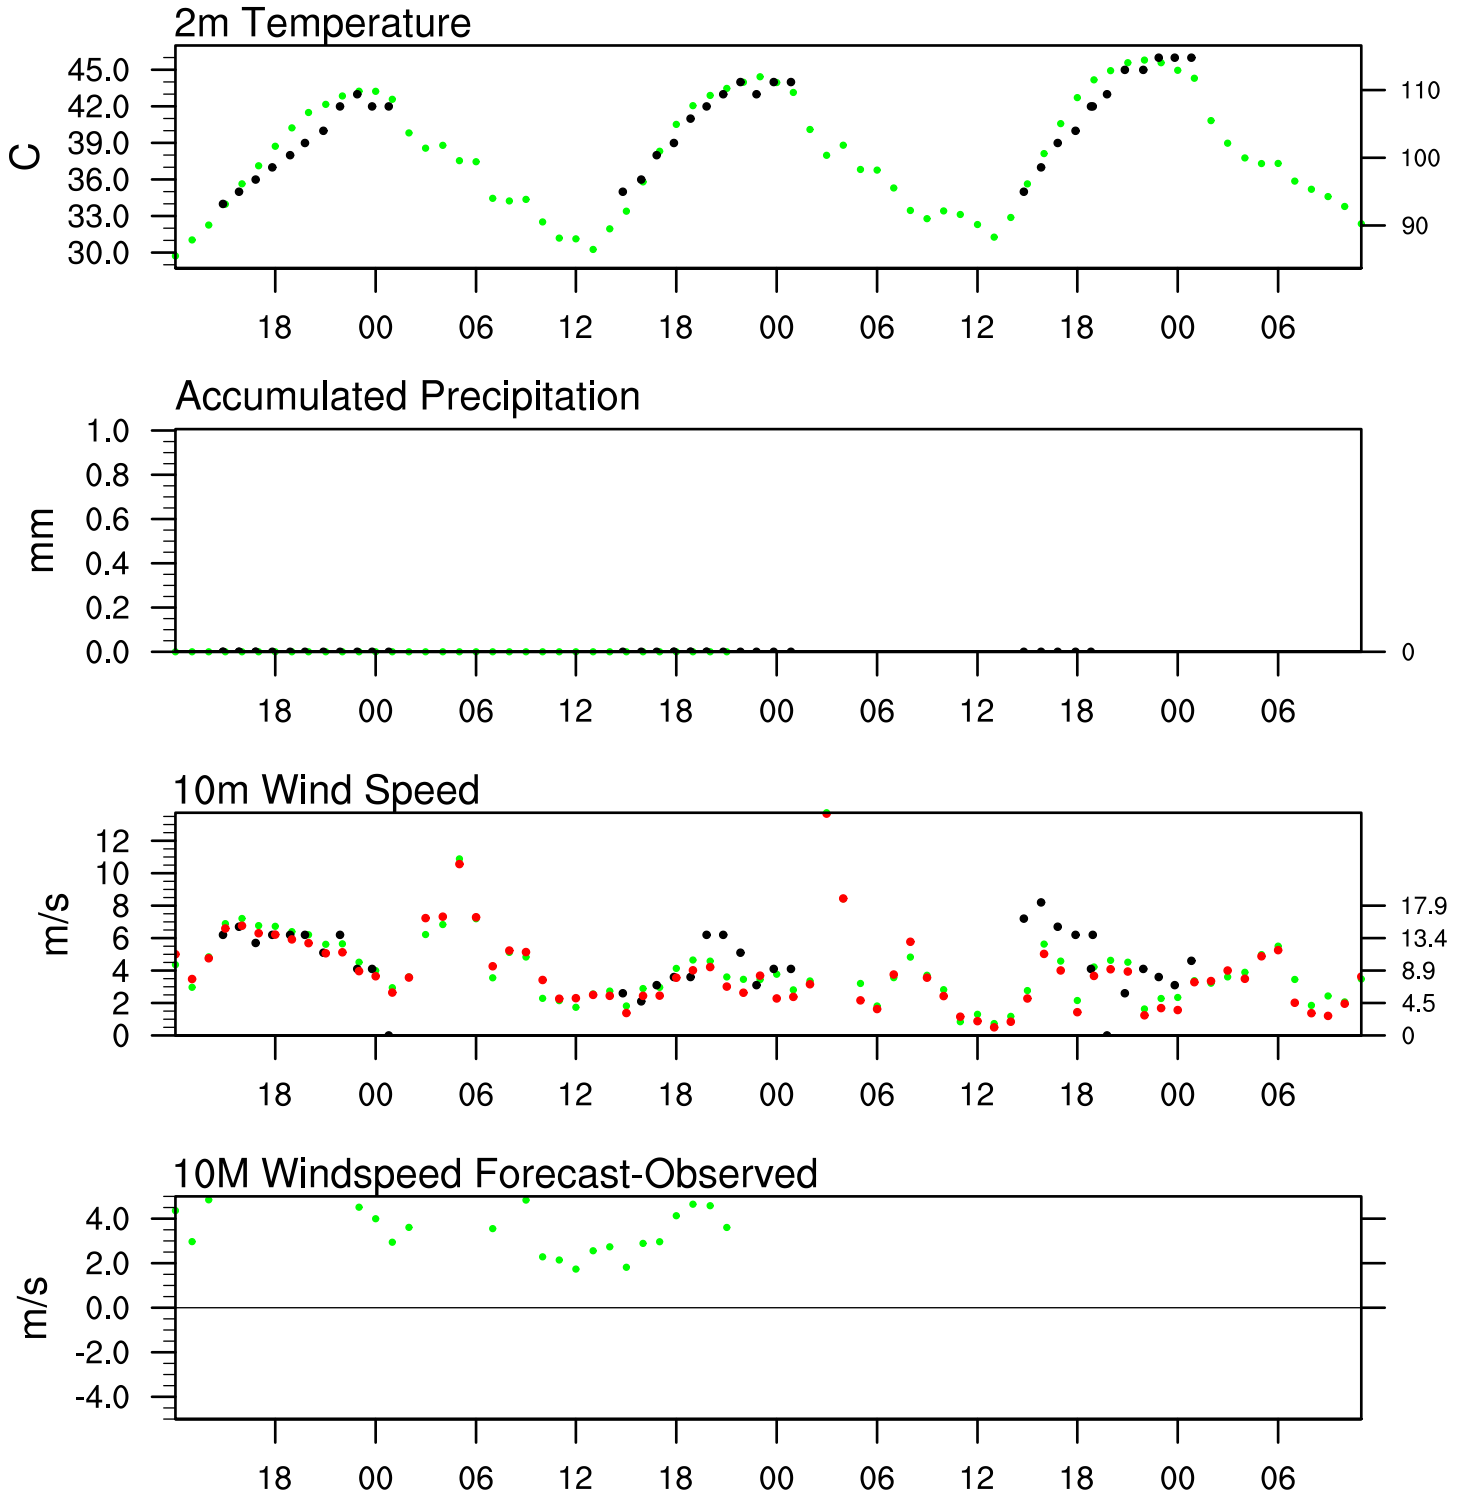 2m Temperature
45.0
42.0
39.0
36.0
33.0
30.0
C
110
100
90
18 00 06 12 18 00 06 12 18 00 06
Accumulated Precipitation
1.0
0.8
0.6
0.4
0.2
0.0
mm
0
18 00 06 12 18 00 06 12 18 00 06
10m Wind Speed
12
10
8
6
4
2
0
m/s
17.9
13.4
8.9
4.5
0
18 00 06 12 18 00 06 12 18 00 06
10M Windspeed Forecast-Observed
4.0
2.0
0.0
-2.0
-4.0
m/s
18 00 06 12 18 00 06 12 18 00 06